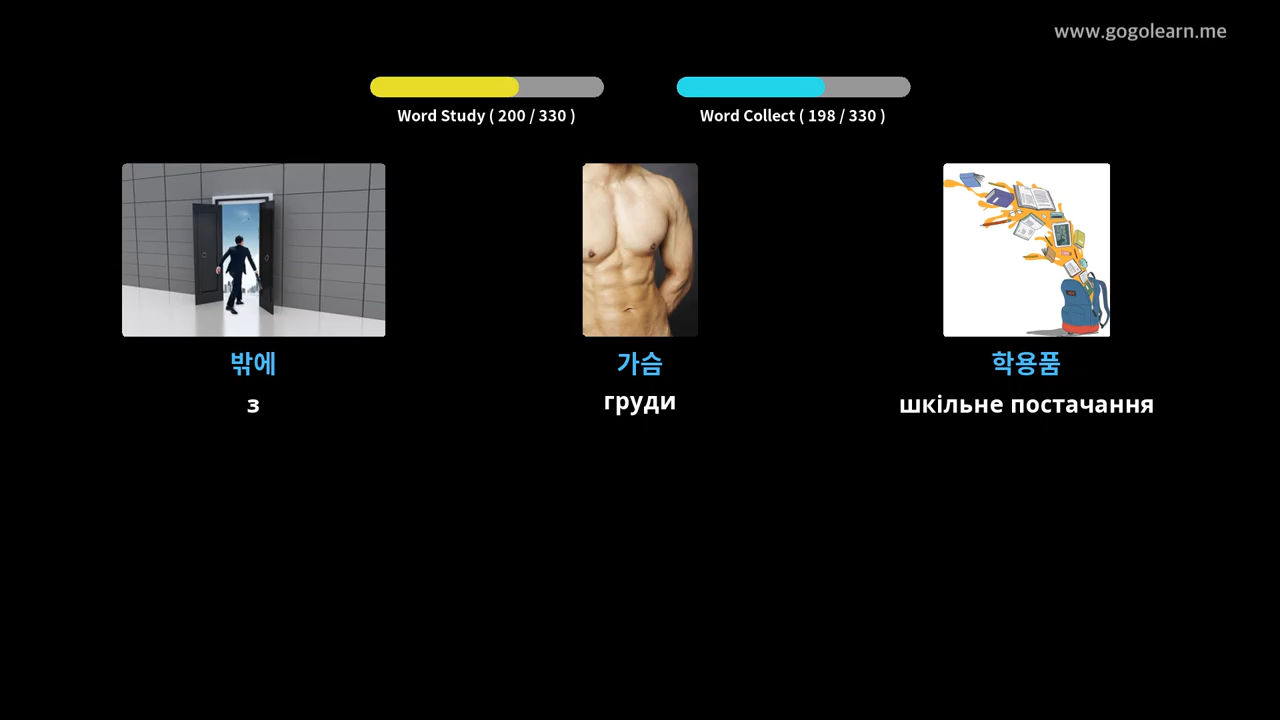 www.gogolearn.me
Word Study ( 200 / 330 )
Word Collect ( 198 / 330 )
밖에
가슴
학용품
з
груди
шкільне постачання